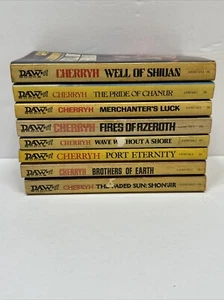 DAW CHERRYH WELL OF SHIUAN
DAW CHERRYH THE PRIDE OF CHANUR
DAW CHERRYH MERCHANTER'S LUCK
DAW CHERRYH FIRES OF AZEROTH
DAW CHERRYH WAVE WITHOUT A SHORE
DAW CHERRYH PORT ETERNITY
DAW CHERRYH BROTHERS OF EARTH
DAW CHERRYH THE FADED SUN: SHON'JIR